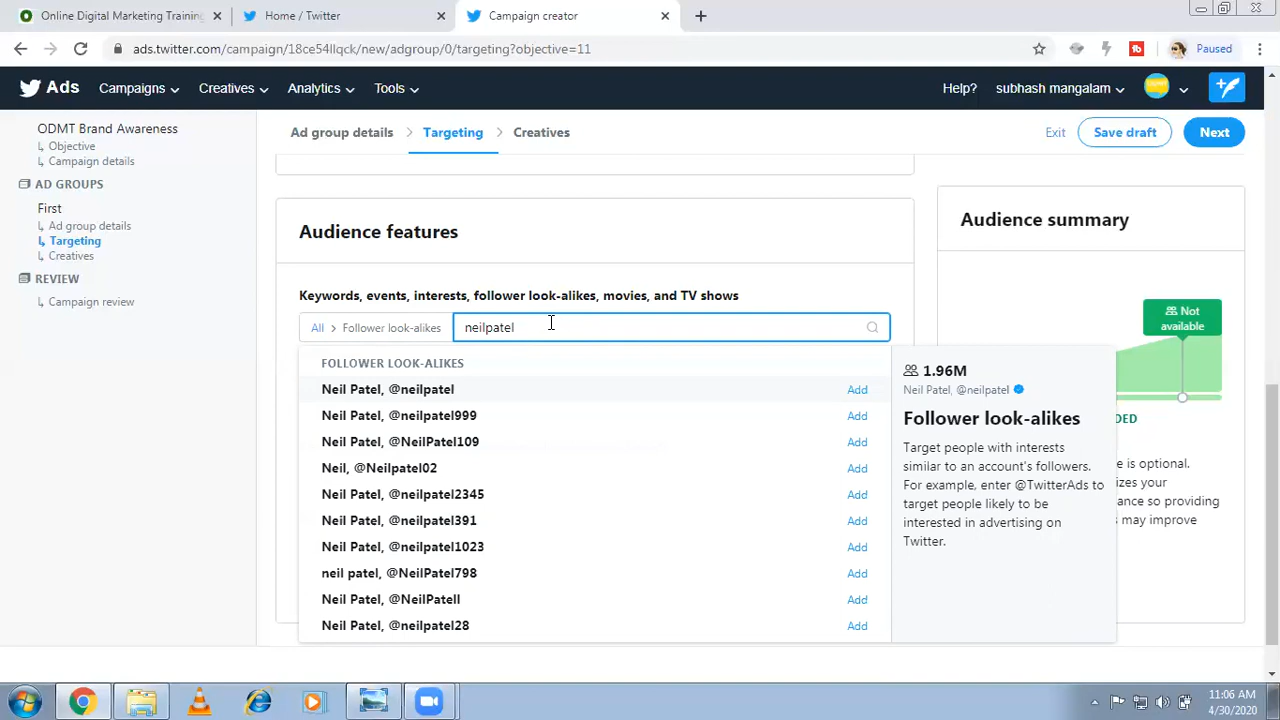 Online Digital Marketing Training
Home / Twitter
Campaign creator
ads.twitter.com/campaign/18ce54llqck/new/adgroup/0/targeting?objective=11
Paused
Ads
Campaigns
Creatives
Analytics
Tools
Help?
subhash mangalam
ODMT Brand Awareness
Objective
Campaign details
AD GROUPS
First
Ad group details
Targeting
Creatives
REVIEW
Campaign review
Ad group details
Targeting
Creatives
Exit
Save draft
Next
Audience features
Keywords, events, interests, follower look-alikes, movies, and TV shows
All > Follower look-alikes
neilpatel
FOLLOWER LOOK-ALIKES
Neil Patel, @neilpatel Add
Neil Patel, @neilpatel999 Add
Neil Patel, @NeilPatel109 Add
Neil, @Neilpatel02 Add
Neil Patel, @neilpatel2345 Add
Neil Patel, @neilpatel391 Add
Neil Patel, @neilpatel1023 Add
neil patel, @NeilPatel798 Add
Neil Patel, @NeilPatell Add
Neil Patel, @neilpatel28 Add
1.96M
Neil Patel, @neilpatel
Follower look-alikes
Target people with interests
similar to an account's followers.
For example, enter @TwitterAds to
target people likely to be
interested in advertising on
Twitter.
Audience summary
Not
available
DED
e is optional.
izes your
ance so providing
s may improve
11:06 AM
4/30/2020